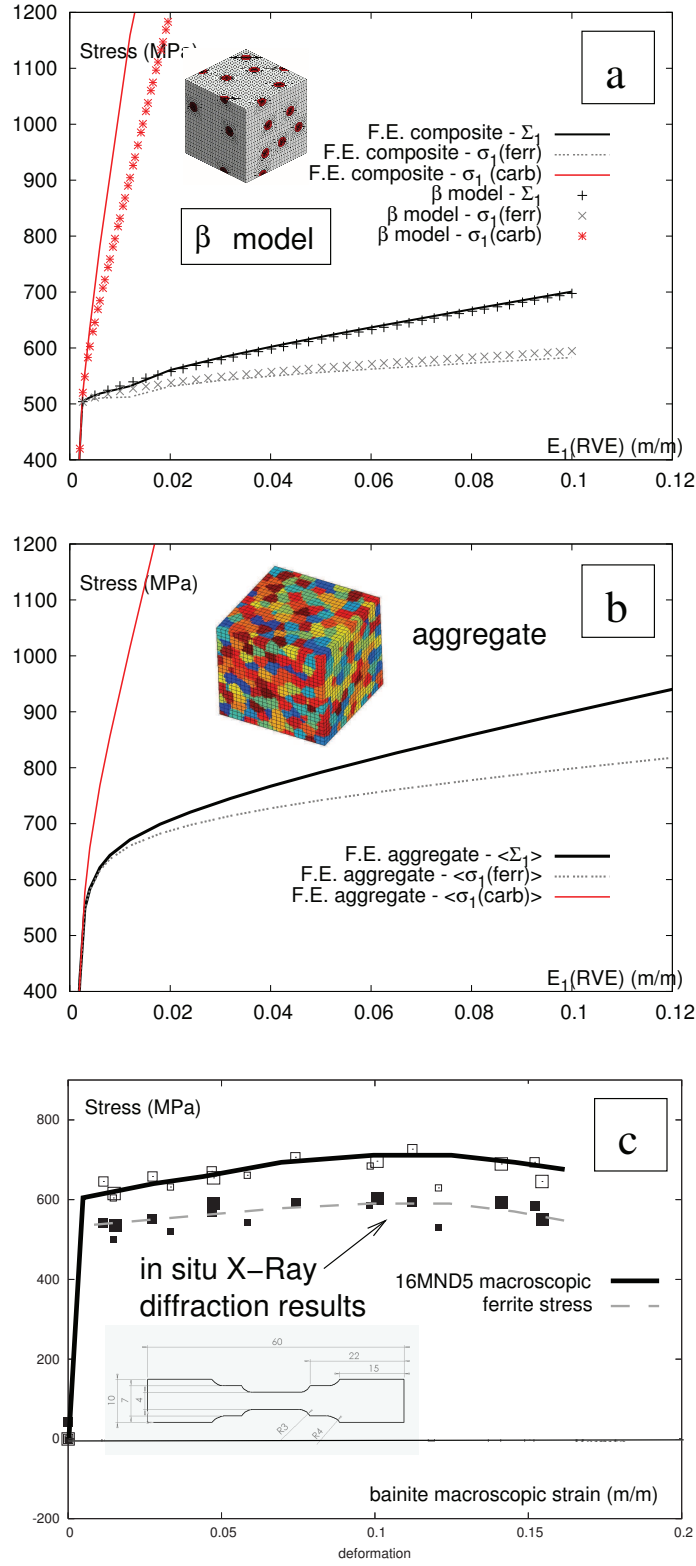 1200
Stress (MPa)
a
1100
F.E. composite - Σ1
1000
F.E. composite - σ1(ferr)
F.E. composite - σ1 (carb)
β model - Σ1
900
β model - σ1(ferr)
β model
β model - σ1(carb)
800
700
600
500
E1(RVE) (m/m)
400
0 0.02 0.04 0.06 0.08 0.1 0.12
1200
Stress (MPa)
b
1100
aggregate
1000
900
800
700
F.E. aggregate - <Σ1>
F.E. aggregate - <σ1(ferr)>
600
F.E. aggregate - <σ1(carb)>
500
E1(RVE) (m/m)
400
0 0.02 0.04 0.06 0.08 0.1 0.12
Stress (MPa)
c
800
600
in situ X-Ray
diffraction results
16MND5 macroscopic
400
ferrite stress
60
22
15
200
10
7
4
R3
R4
0
bainite macroscopic strain (m/m)
-200
0 0.05 0.1 0.15 0.2
deformation